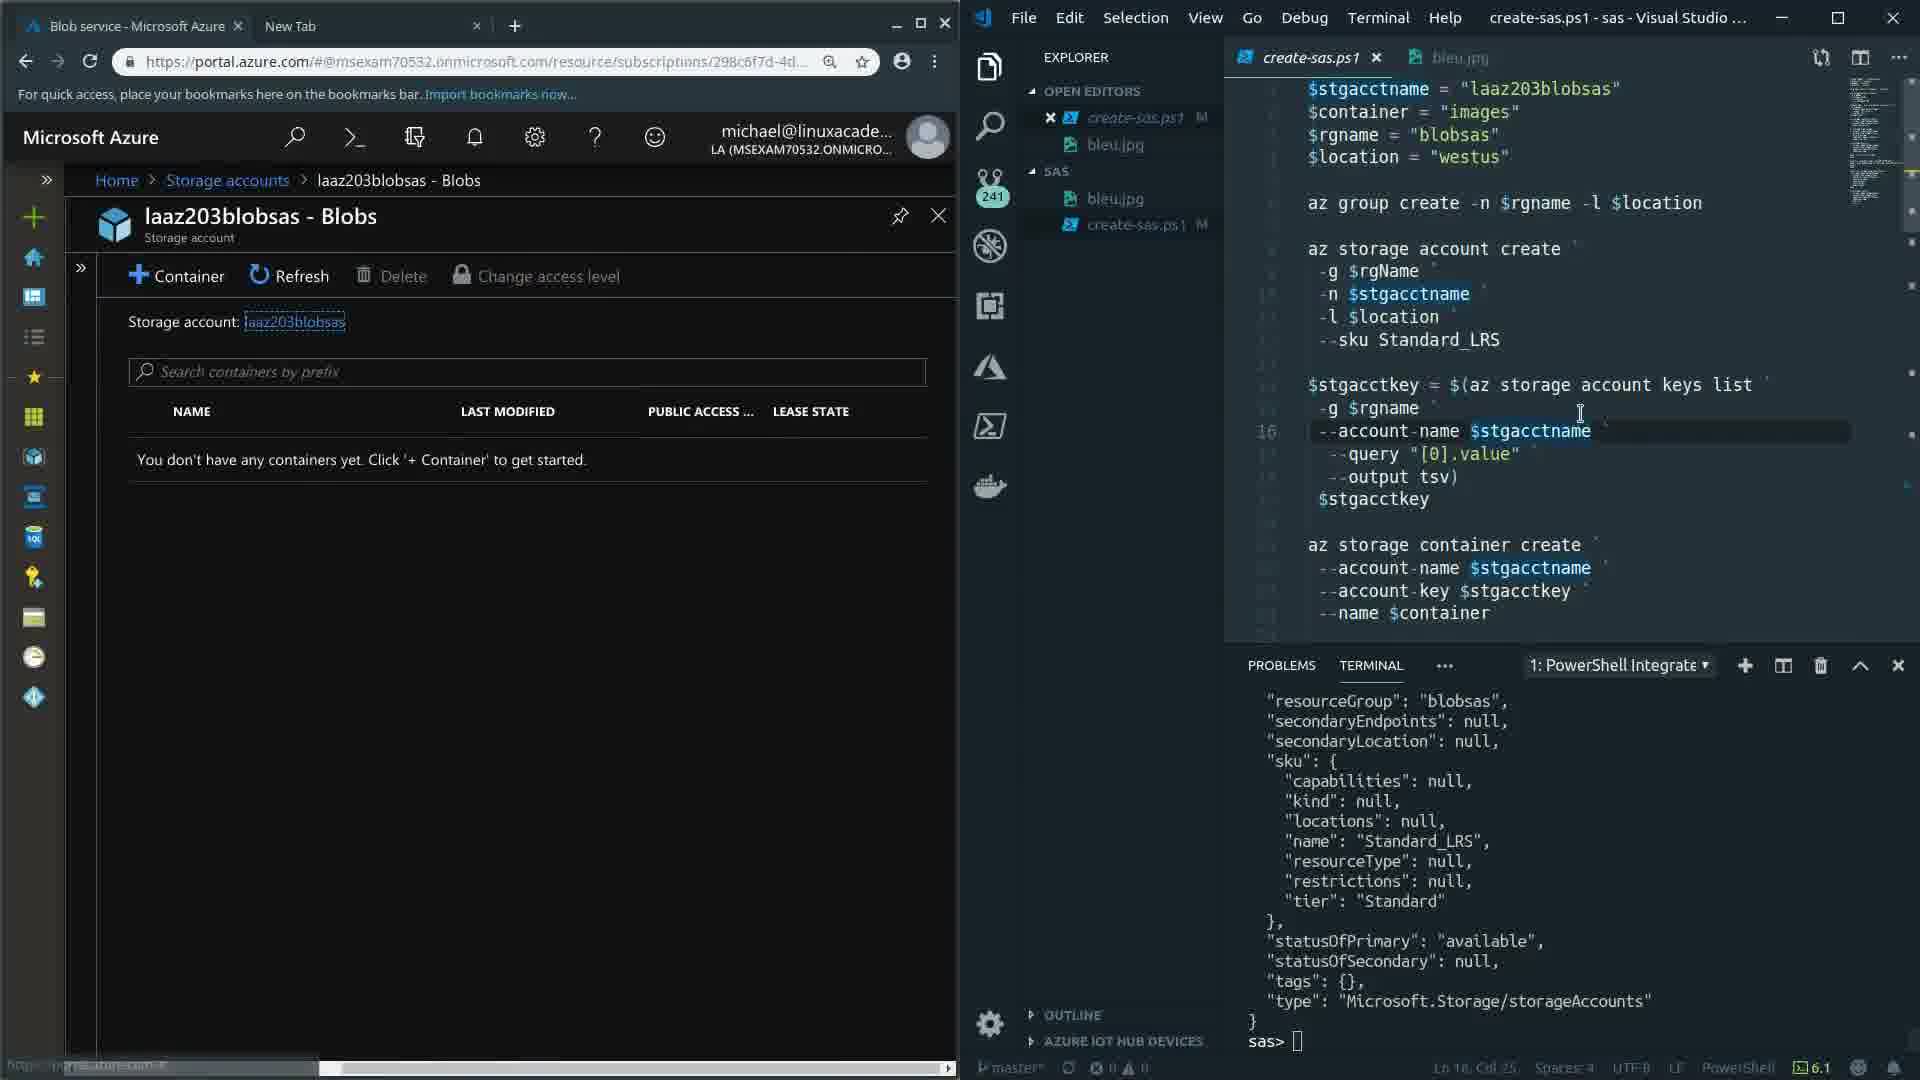 Blob service - Microsoft Azure
New Tab
https://portal.azure.com/#@msexam70532.onmicrosoft.com/resource/subscriptions/298c6f7d-4d...
For quick access, place your bookmarks here on the bookmarks bar. Import bookmarks now...
Microsoft Azure
michael@linuxacade...
LA (MSEXAM70532.ONMICRO...
Home > Storage accounts > laaz203blobsas - Blobs
laaz203blobsas - Blobs
Storage account
Container
Refresh
Delete
Change access level
Storage account: laaz203blobsas
Search containers by prefix
NAME LAST MODIFIED PUBLIC ACCESS ... LEASE STATE
You don't have any containers yet. Click '+ Container' to get started.
File Edit Selection View Go Debug Terminal Help
create-sas.ps1 - sas - Visual Studio ...
EXPLORER
OPEN EDITORS
create-sas.ps1 M
bleu.jpg
SAS
bleu.jpg
create-sas.ps1 M
241
OUTLINE
AZURE IOT HUB DEVICES
create-sas.ps1
bleu.jpg
$stgacctname = "laaz203blobsas"
$container = "images"
$rgname = "blobsas"
$location = "westus"
az group create -n $rgname -l $location
az storage account create `
-g $rgName `
-n $stgacctname `
-l $location `
--sku Standard_LRS
$stgacctkey = $(az storage account keys list `
-g $rgname `
16 --account-name $stgacctname `
--query "[0].value" `
--output tsv)
$stgacctkey
az storage container create `
--account-name $stgacctname `
--account-key $stgacctkey `
--name $container
PROBLEMS TERMINAL ...
1: PowerShell Integrate
"resourceGroup": "blobsas",
"secondaryEndpoints": null,
"secondaryLocation": null,
"sku": {
"capabilities": null,
"kind": null,
"locations": null,
"name": "Standard_LRS",
"resourceType": null,
"restrictions": null,
"tier": "Standard"
},
"statusOfPrimary": "available",
"statusOfSecondary": null,
"tags": {},
"type": "Microsoft.Storage/storageAccounts"
}
sas>
master* 0 0
Ln 16, Col 25 Spaces: 4 UTF-8 LF PowerShell 6.1